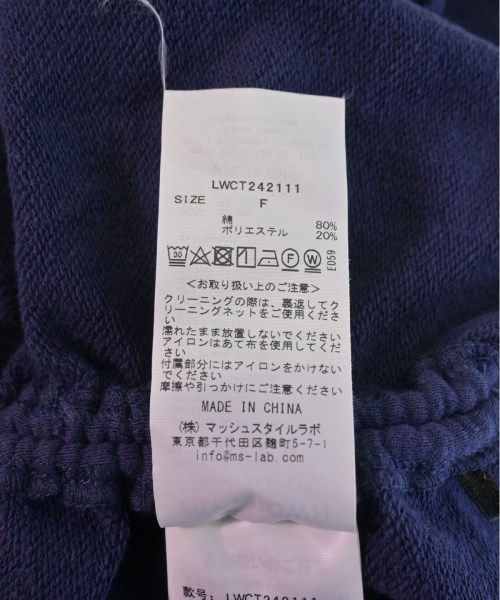 LWCT242111
SIZE F
綿 80%
ポリエステル 20%
30 F W E059
<お取り扱い上のご注意>
クリーニングの際は、裏返してク
リーニングネットをご使用くださ
い
濡れたまま放置しないでください
アイロンはあて布を使用してくださ
い
付属部分にはアイロンをかけない
でください
摩擦や引っかけにご注意ください
MADE IN CHINA
(株)マッシュスタイルラボ
東京都千代田区麹町5-7-1
info@ms-lab.com
款号: LWCT242111